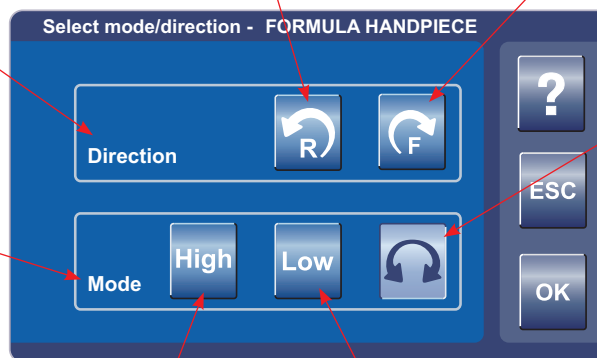 Select mode/direction - FORMULA HANDPIECE
?
R F
Direction
ESC
High Low
Mode
OK